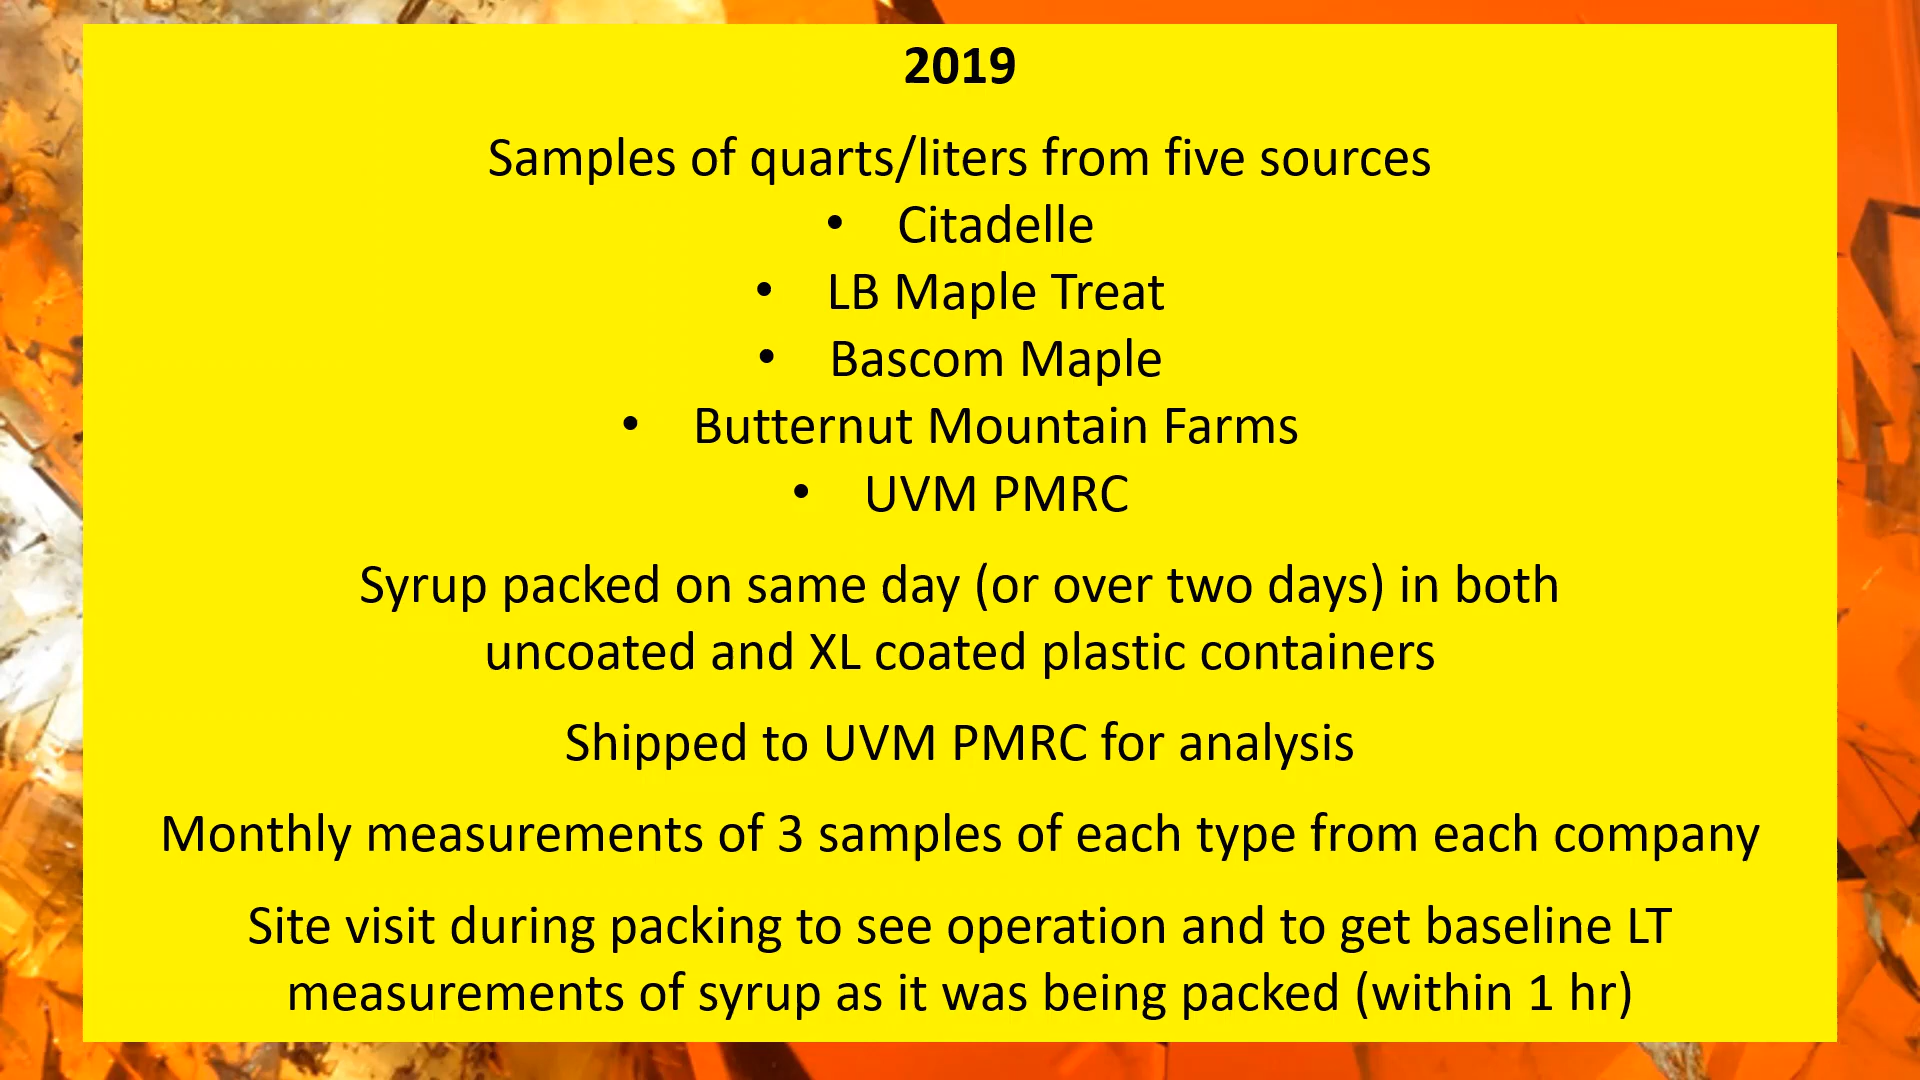 2019
Samples of quarts/liters from five sources
• Citadelle
• LB Maple Treat
• Bascom Maple
• Butternut Mountain Farms
• UVM PMRC
Syrup packed on same day (or over two days) in both
uncoated and XL coated plastic containers
Shipped to UVM PMRC for analysis
Monthly measurements of 3 samples of each type from each company
Site visit during packing to see operation and to get baseline LT
measurements of syrup as it was being packed (within 1 hr)